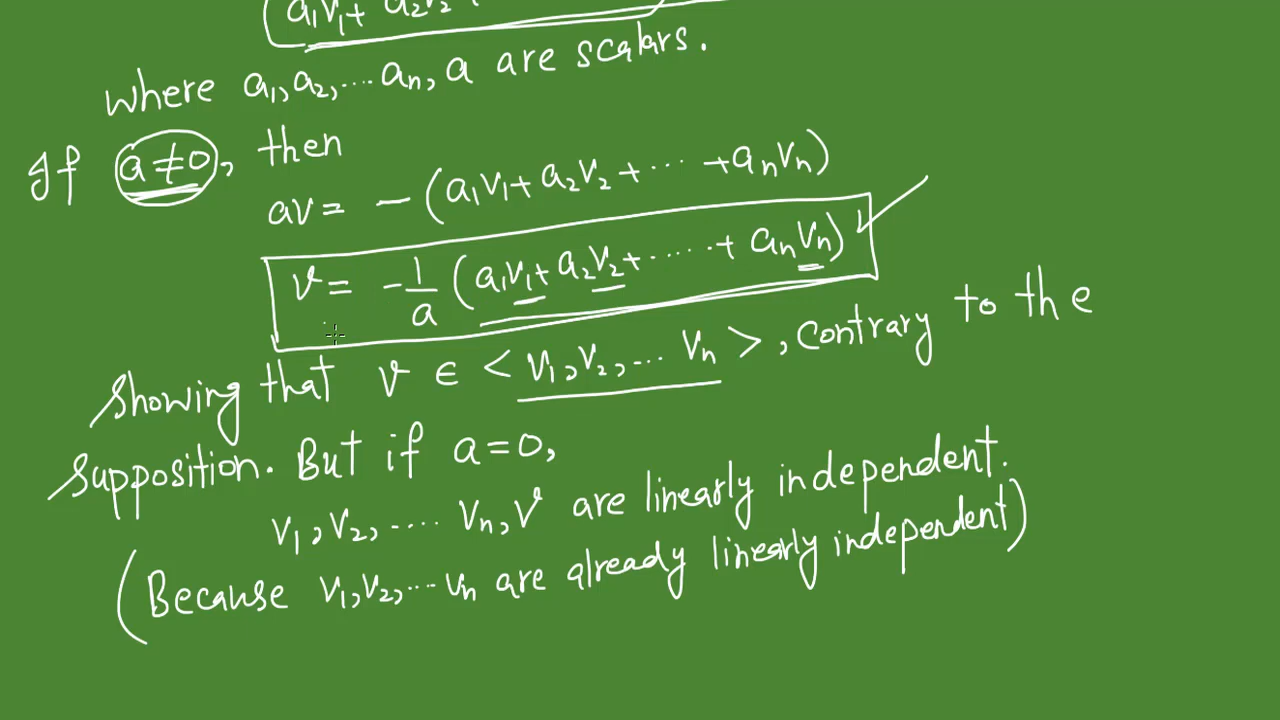 a₁v₁+ a₂v₂ +
where a₁, a₂, .... aₙ, a are scalars.
If a≠0, then
av = - (a₁v₁+ a₂v₂ + ... + aₙvₙ)
v = - 1/a (a₁v₁+ a₂v₂ + ..... + aₙvₙ)
showing that v ∈ < v₁, v₂, ... vₙ >, contrary to the
supposition. But if a=0,
v₁, v₂, ..... vₙ, v are linearly independent.
(Because v₁, v₂, ... vₙ are already linearly independent)